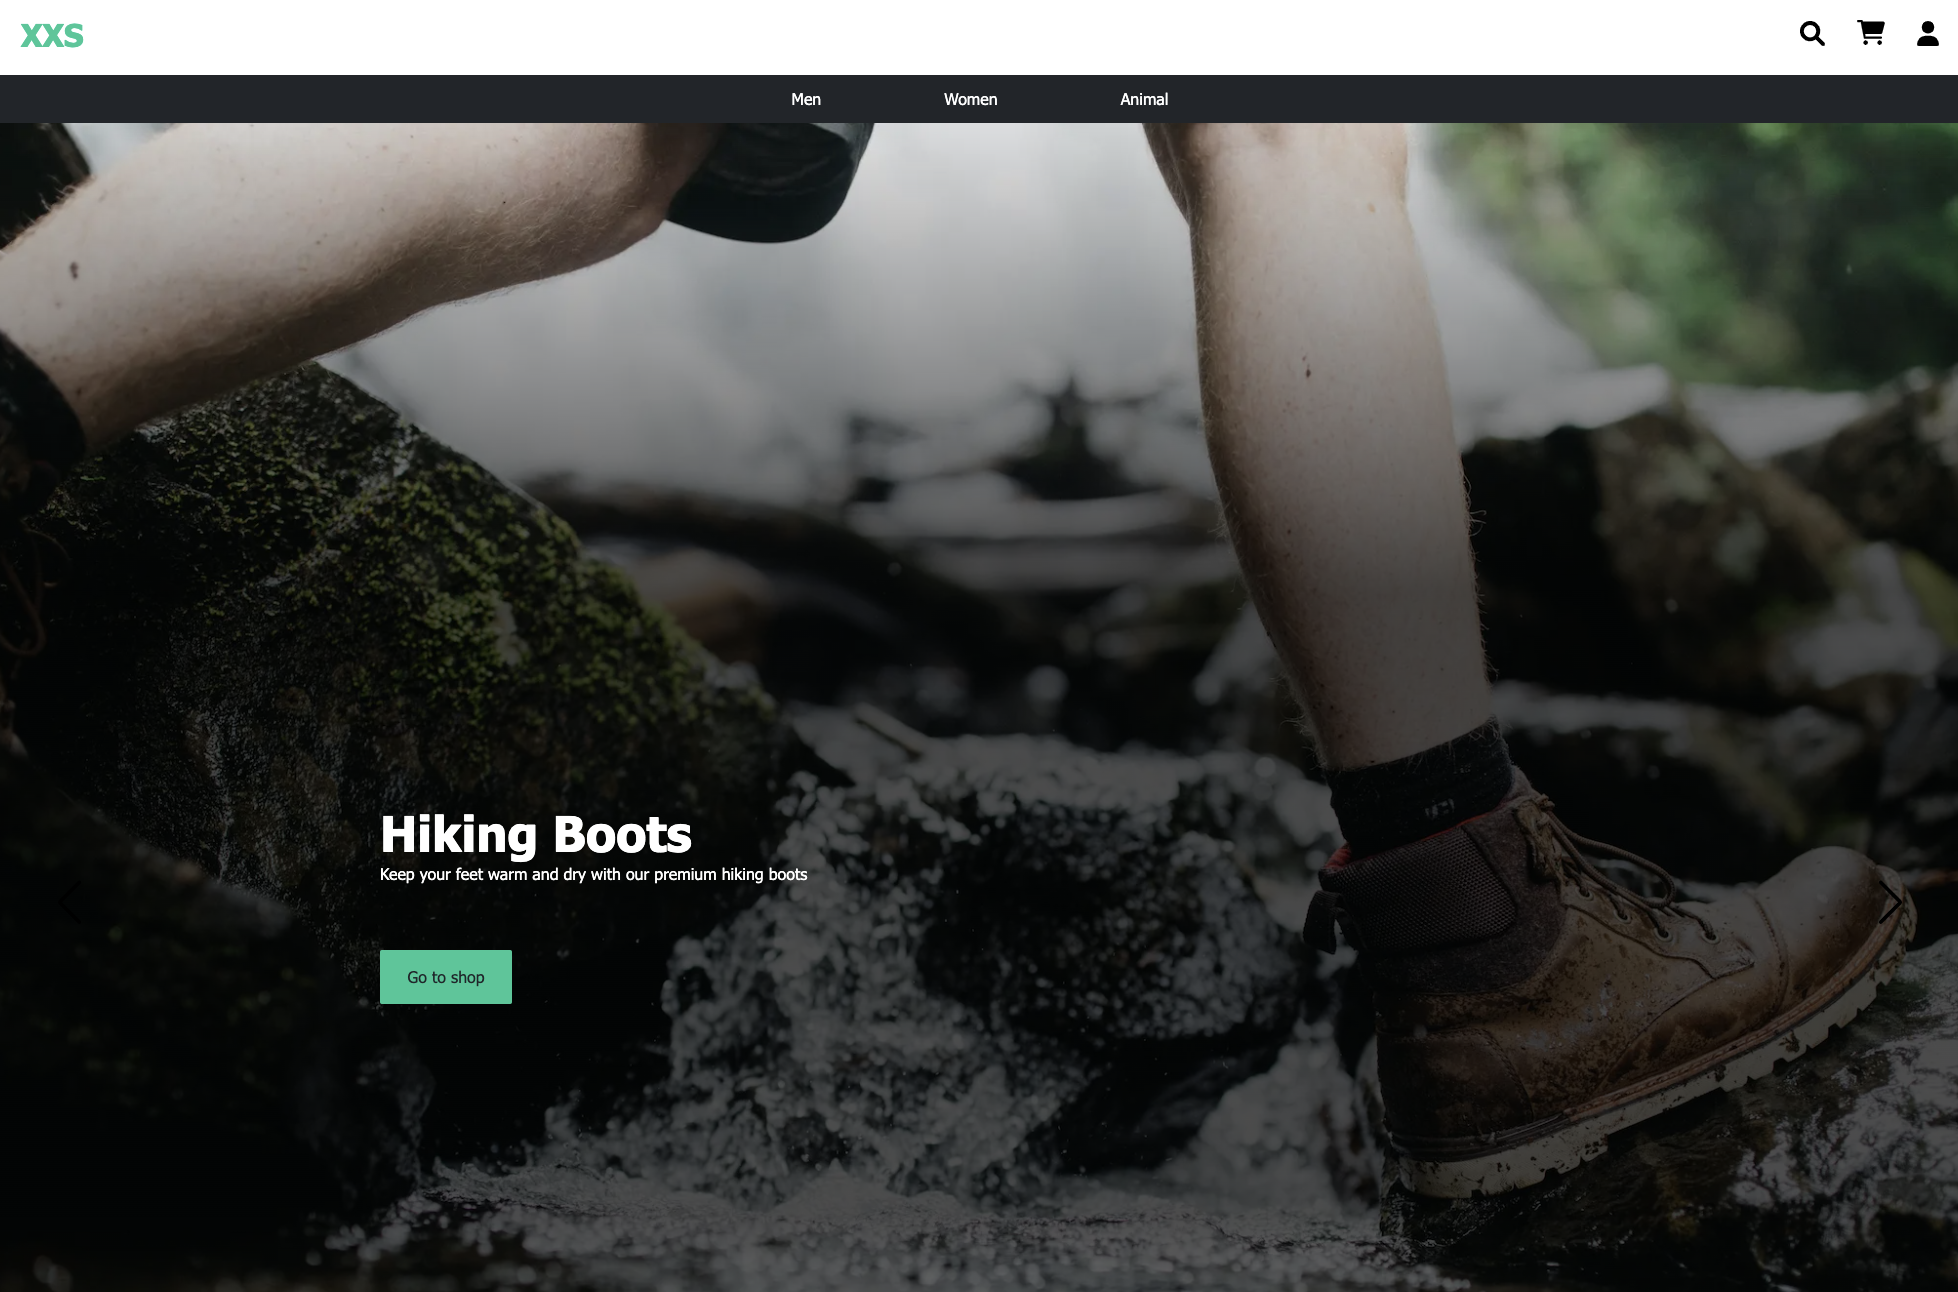 XXS
Men Women Animal
Hiking Boots
Keep your feet warm and dry with our premium hiking boots
Go to shop